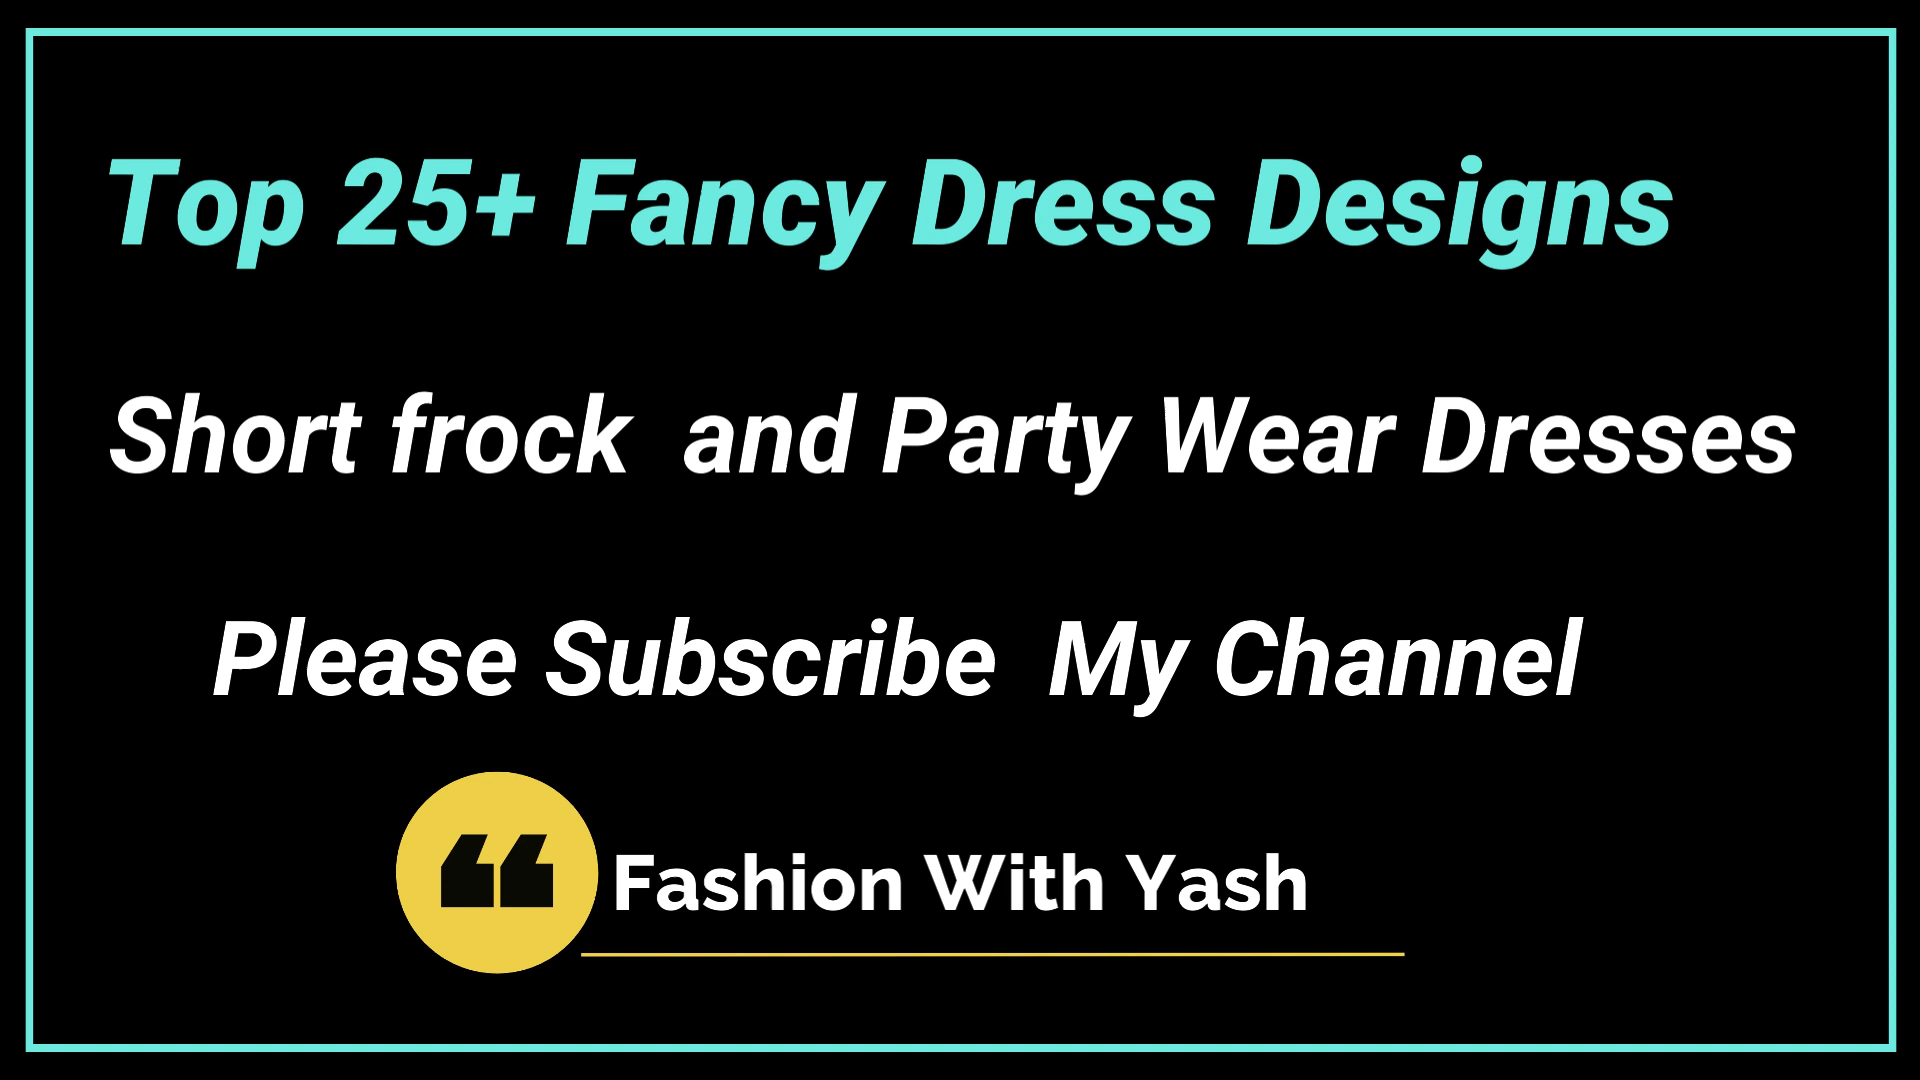 Top 25+ Fancy Dress Designs
Short frock  and Party Wear Dresses
Please Subscribe  My Channel
❝ Fashion With Yash